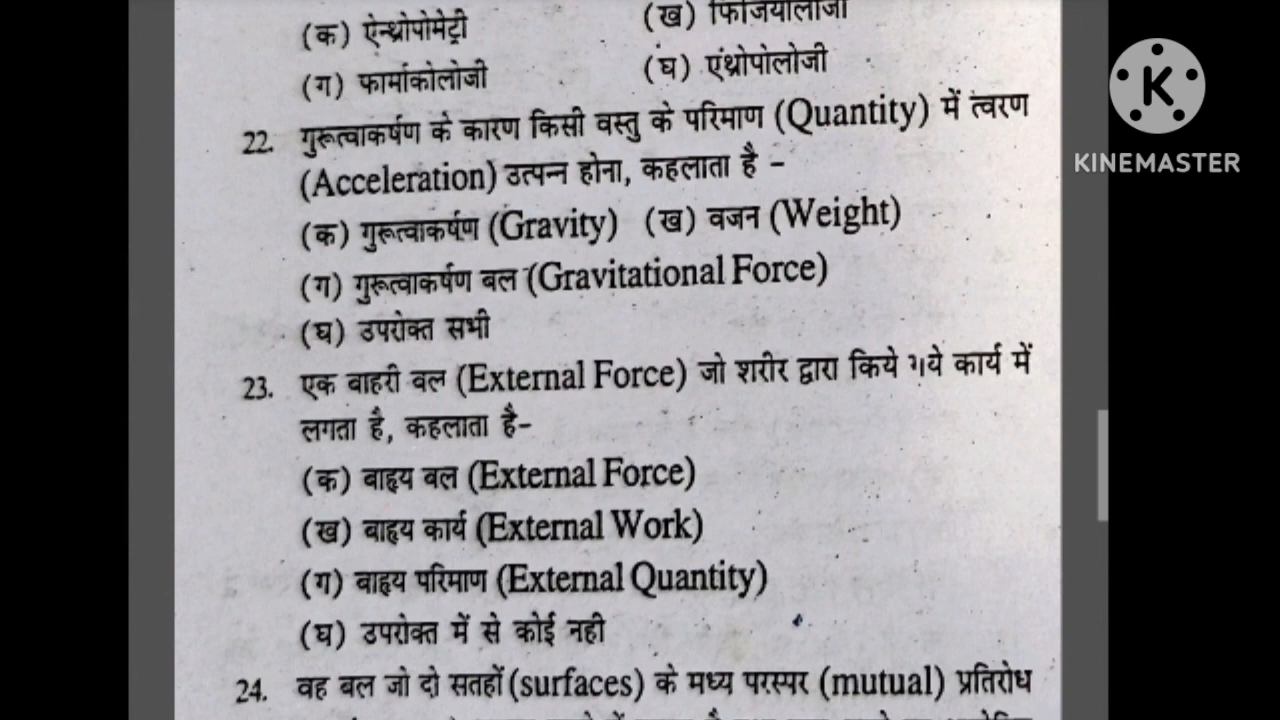 (क) ऐन्थ्रोपोमेट्री (ख) फिजियोलॉजी
(ग) फार्माकोलोजी (घ) एंथ्रोपोलोजी
22. गुरूत्वाकर्षण के कारण किसी वस्तु के परिमाण (Quantity) में त्वरण
(Acceleration) उत्पन्न होना, कहलाता है –
(क) गुरूत्वाकर्षण (Gravity) (ख) वजन (Weight)
(ग) गुरूत्वाकर्षण बल (Gravitational Force)
(घ) उपरोक्त सभी
23. एक बाहरी बल (External Force) जो शरीर द्वारा किये गये कार्य में
लगता है, कहलाता है–
(क) बाहृय बल (External Force)
(ख) बाहृय कार्य (External Work)
(ग) बाहृय परिमाण (External Quantity)
(घ) उपरोक्त में से कोई नही
24. वह बल जो दो सतहों (surfaces) के मध्य परस्पर (mutual) प्रतिरोध
K
KINEMASTER